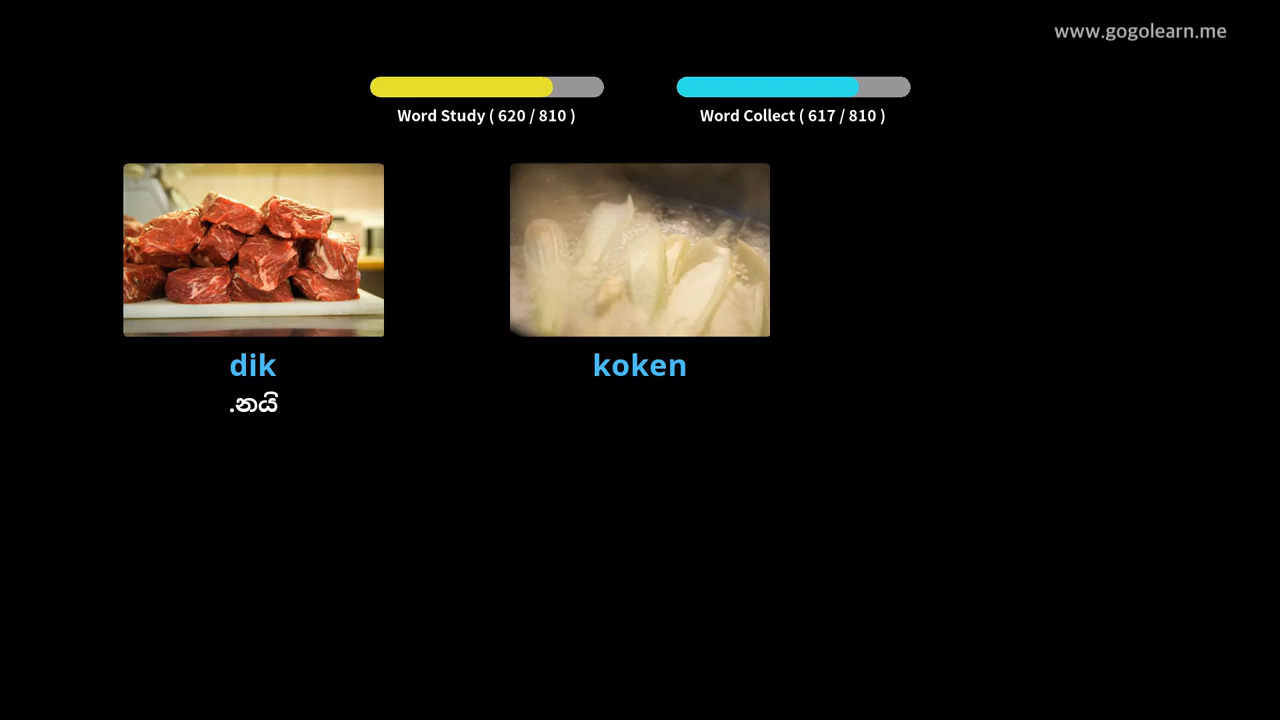 www.gogolearn.me
Word Study ( 620 / 810 )
Word Collect ( 617 / 810 )
dik
koken
.නයි